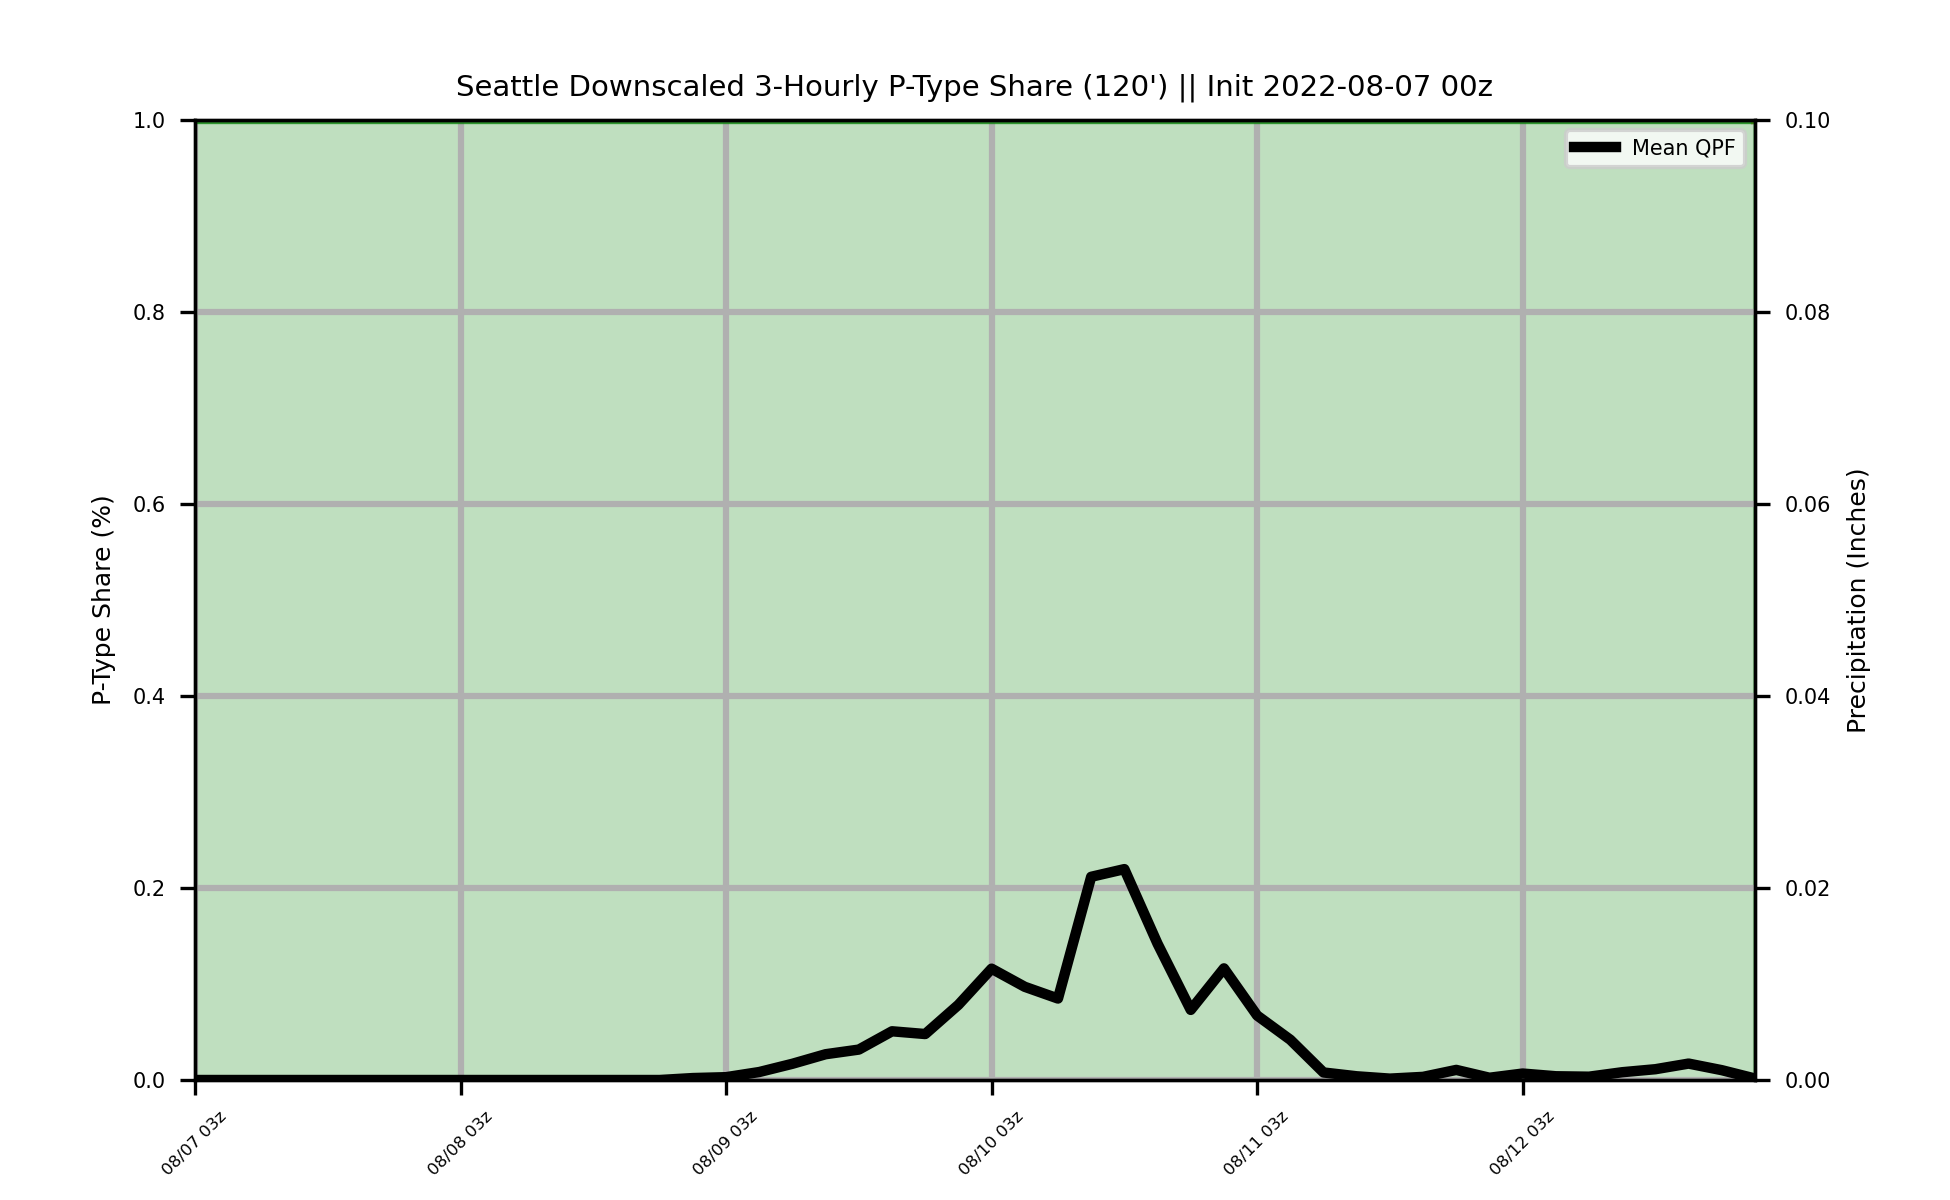 Seattle Downscaled 3-Hourly P-Type Share (120') || Init 2022-08-07 00z
Mean QPF
P-Type Share (%)
1.0
0.8
0.6
0.4
0.2
0.0
0.10
0.08
0.06
0.04
0.02
0.00
Precipitation (Inches)
08/07 03z
08/08 03z
08/09 03z
08/10 03z
08/11 03z
08/12 03z